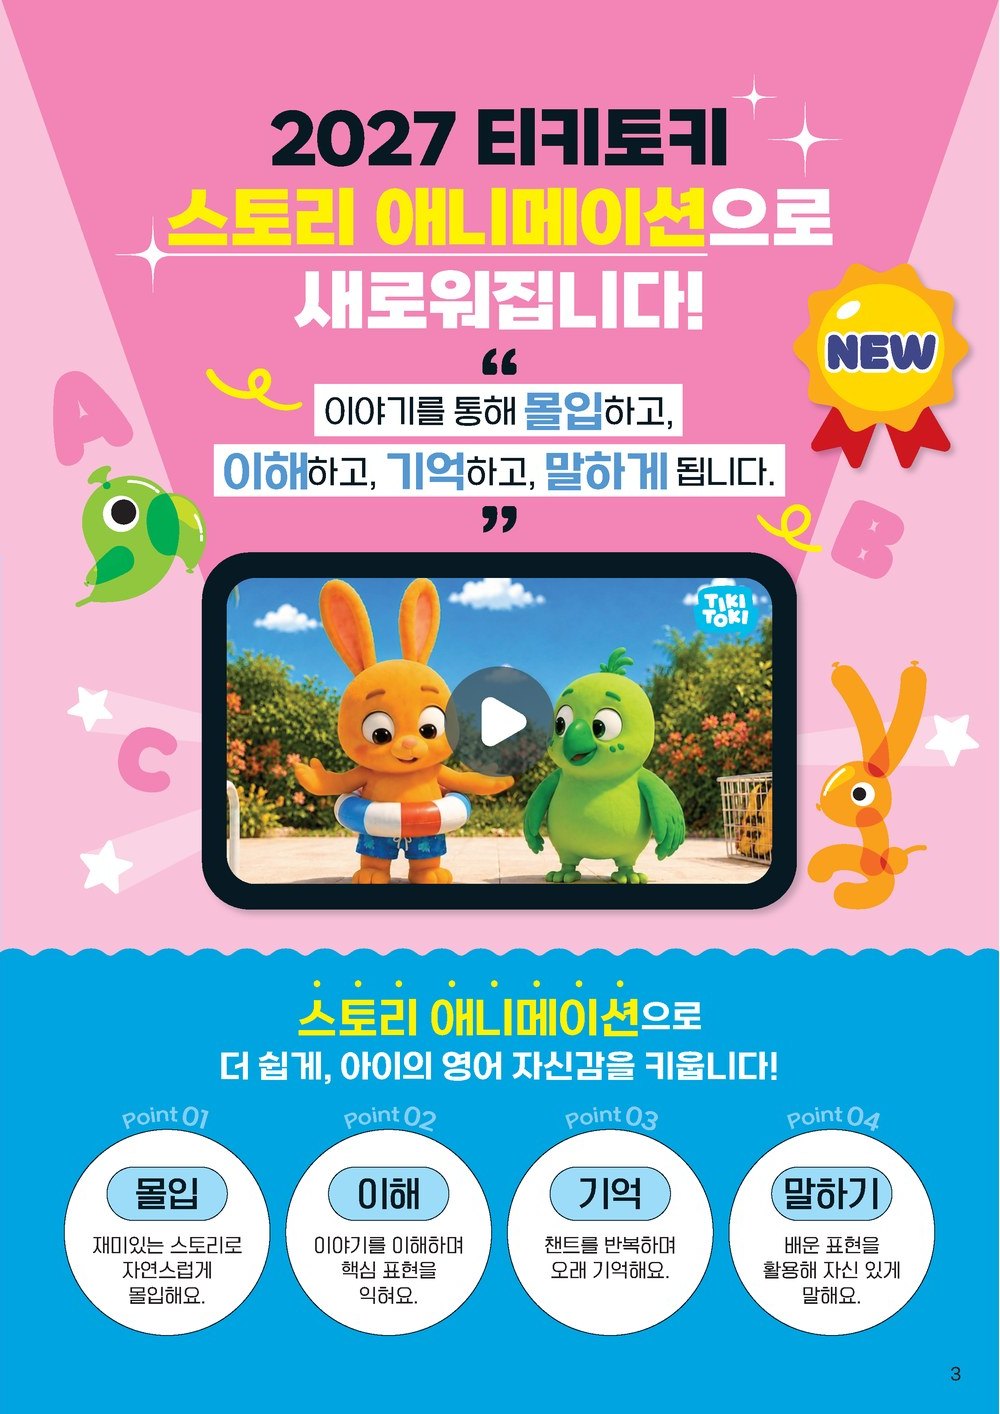 2027 티키토키
스토리 애니메이션으로
새로워집니다!
NEW
“
이야기를 통해 몰입하고,
이해하고, 기억하고, 말하게 됩니다.
”
A
B
C
TIKI
TOKI
스토리 애니메이션으로
더 쉽게, 아이의 영어 자신감을 키웁니다!
Point 01
몰입
재미있는 스토리로
자연스럽게
몰입해요.
Point 02
이해
이야기를 이해하며
핵심 표현을
익혀요.
Point 03
기억
챈트를 반복하며
오래 기억해요.
Point 04
말하기
배운 표현을
활용해 자신 있게
말해요.
3